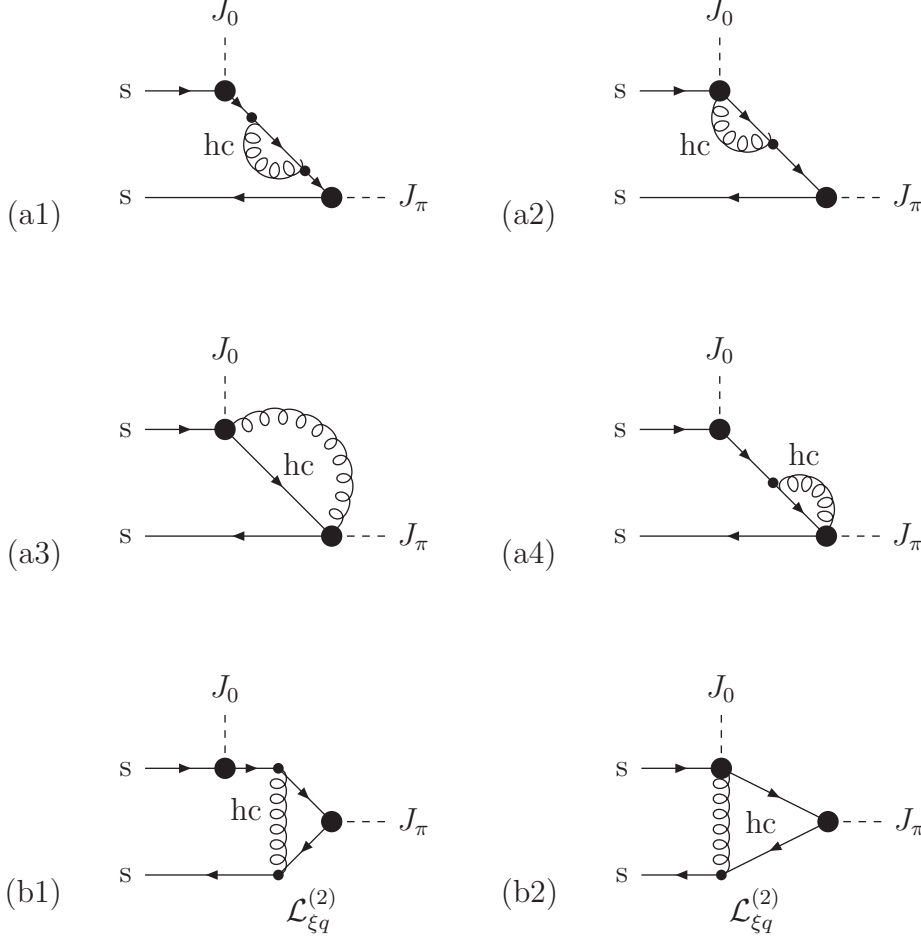 J_0 J_0
s s
hc hc
s J_π s J_π
(a1) (a2)
J_0 J_0
s hc s hc
s J_π s J_π
(a3) (a4)
J_0 J_0
s s
hc J_π hc J_π
s s
(b1) (b2)
𝓛_{ξq}^{(2)} 𝓛_{ξq}^{(2)}